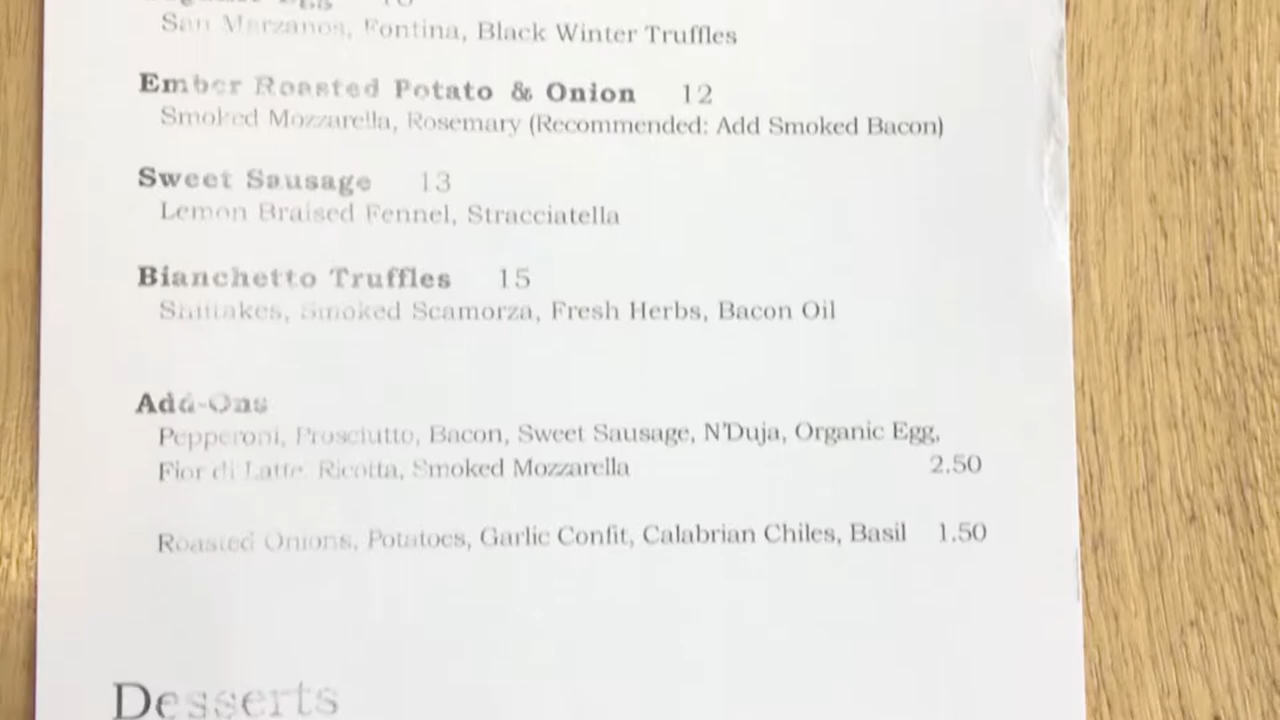 San Marzanos, Fontina, Black Winter Truffles
Ember Roasted Potato & Onion 12
Smoked Mozzarella, Rosemary (Recommended: Add Smoked Bacon)
Sweet Sausage 13
Lemon Braised Fennel, Stracciatella
Bianchetto Truffles 15
Shiitakes, Smoked Scamorza, Fresh Herbs, Bacon Oil
Add-Ons
Pepperoni, Prosciutto, Bacon, Sweet Sausage, N'Duja, Organic Egg,
Fior di Latte, Ricotta, Smoked Mozzarella 2.50
Roasted Onions, Potatoes, Garlic Confit, Calabrian Chiles, Basil 1.50
Desserts